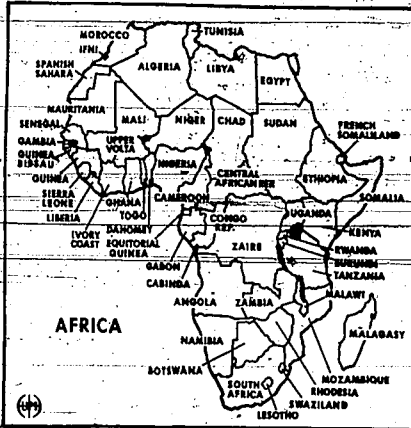 MOROCCO
TUNISIA
IFNI
SPANISH
SAHARA
ALGERIA
LIBYA
EGYPT
MAURITANIA
MALI
NIGER
CHAD
SUDAN
FRENCH
SOMALILAND
SENEGAL
GAMBIA
GUINEA
BISSAU
UPPER
VOLTA
NIGERIA
GUINEA
CENTRAL
AFRICAN REP.
ETHIOPIA
SOMALIA
SIERRA
LEONE
GHANA
CAMEROON
UGANDA
LIBERIA
TOGO
CONGO
REP.
KENYA
IVORY
COAST
DAHOMEY
EQUITORIAL
GUINEA
ZAIRE
RWANDA
BURUNDI
GABON
TANZANIA
CABINDA
MALAWI
ANGOLA
ZAMBIA
AFRICA
MALAGASY
NAMIBIA
BOTSWANA
MOZAMBIQUE
RHODESIA
SOUTH
AFRICA
SWAZILAND
LESOTHO
UPI